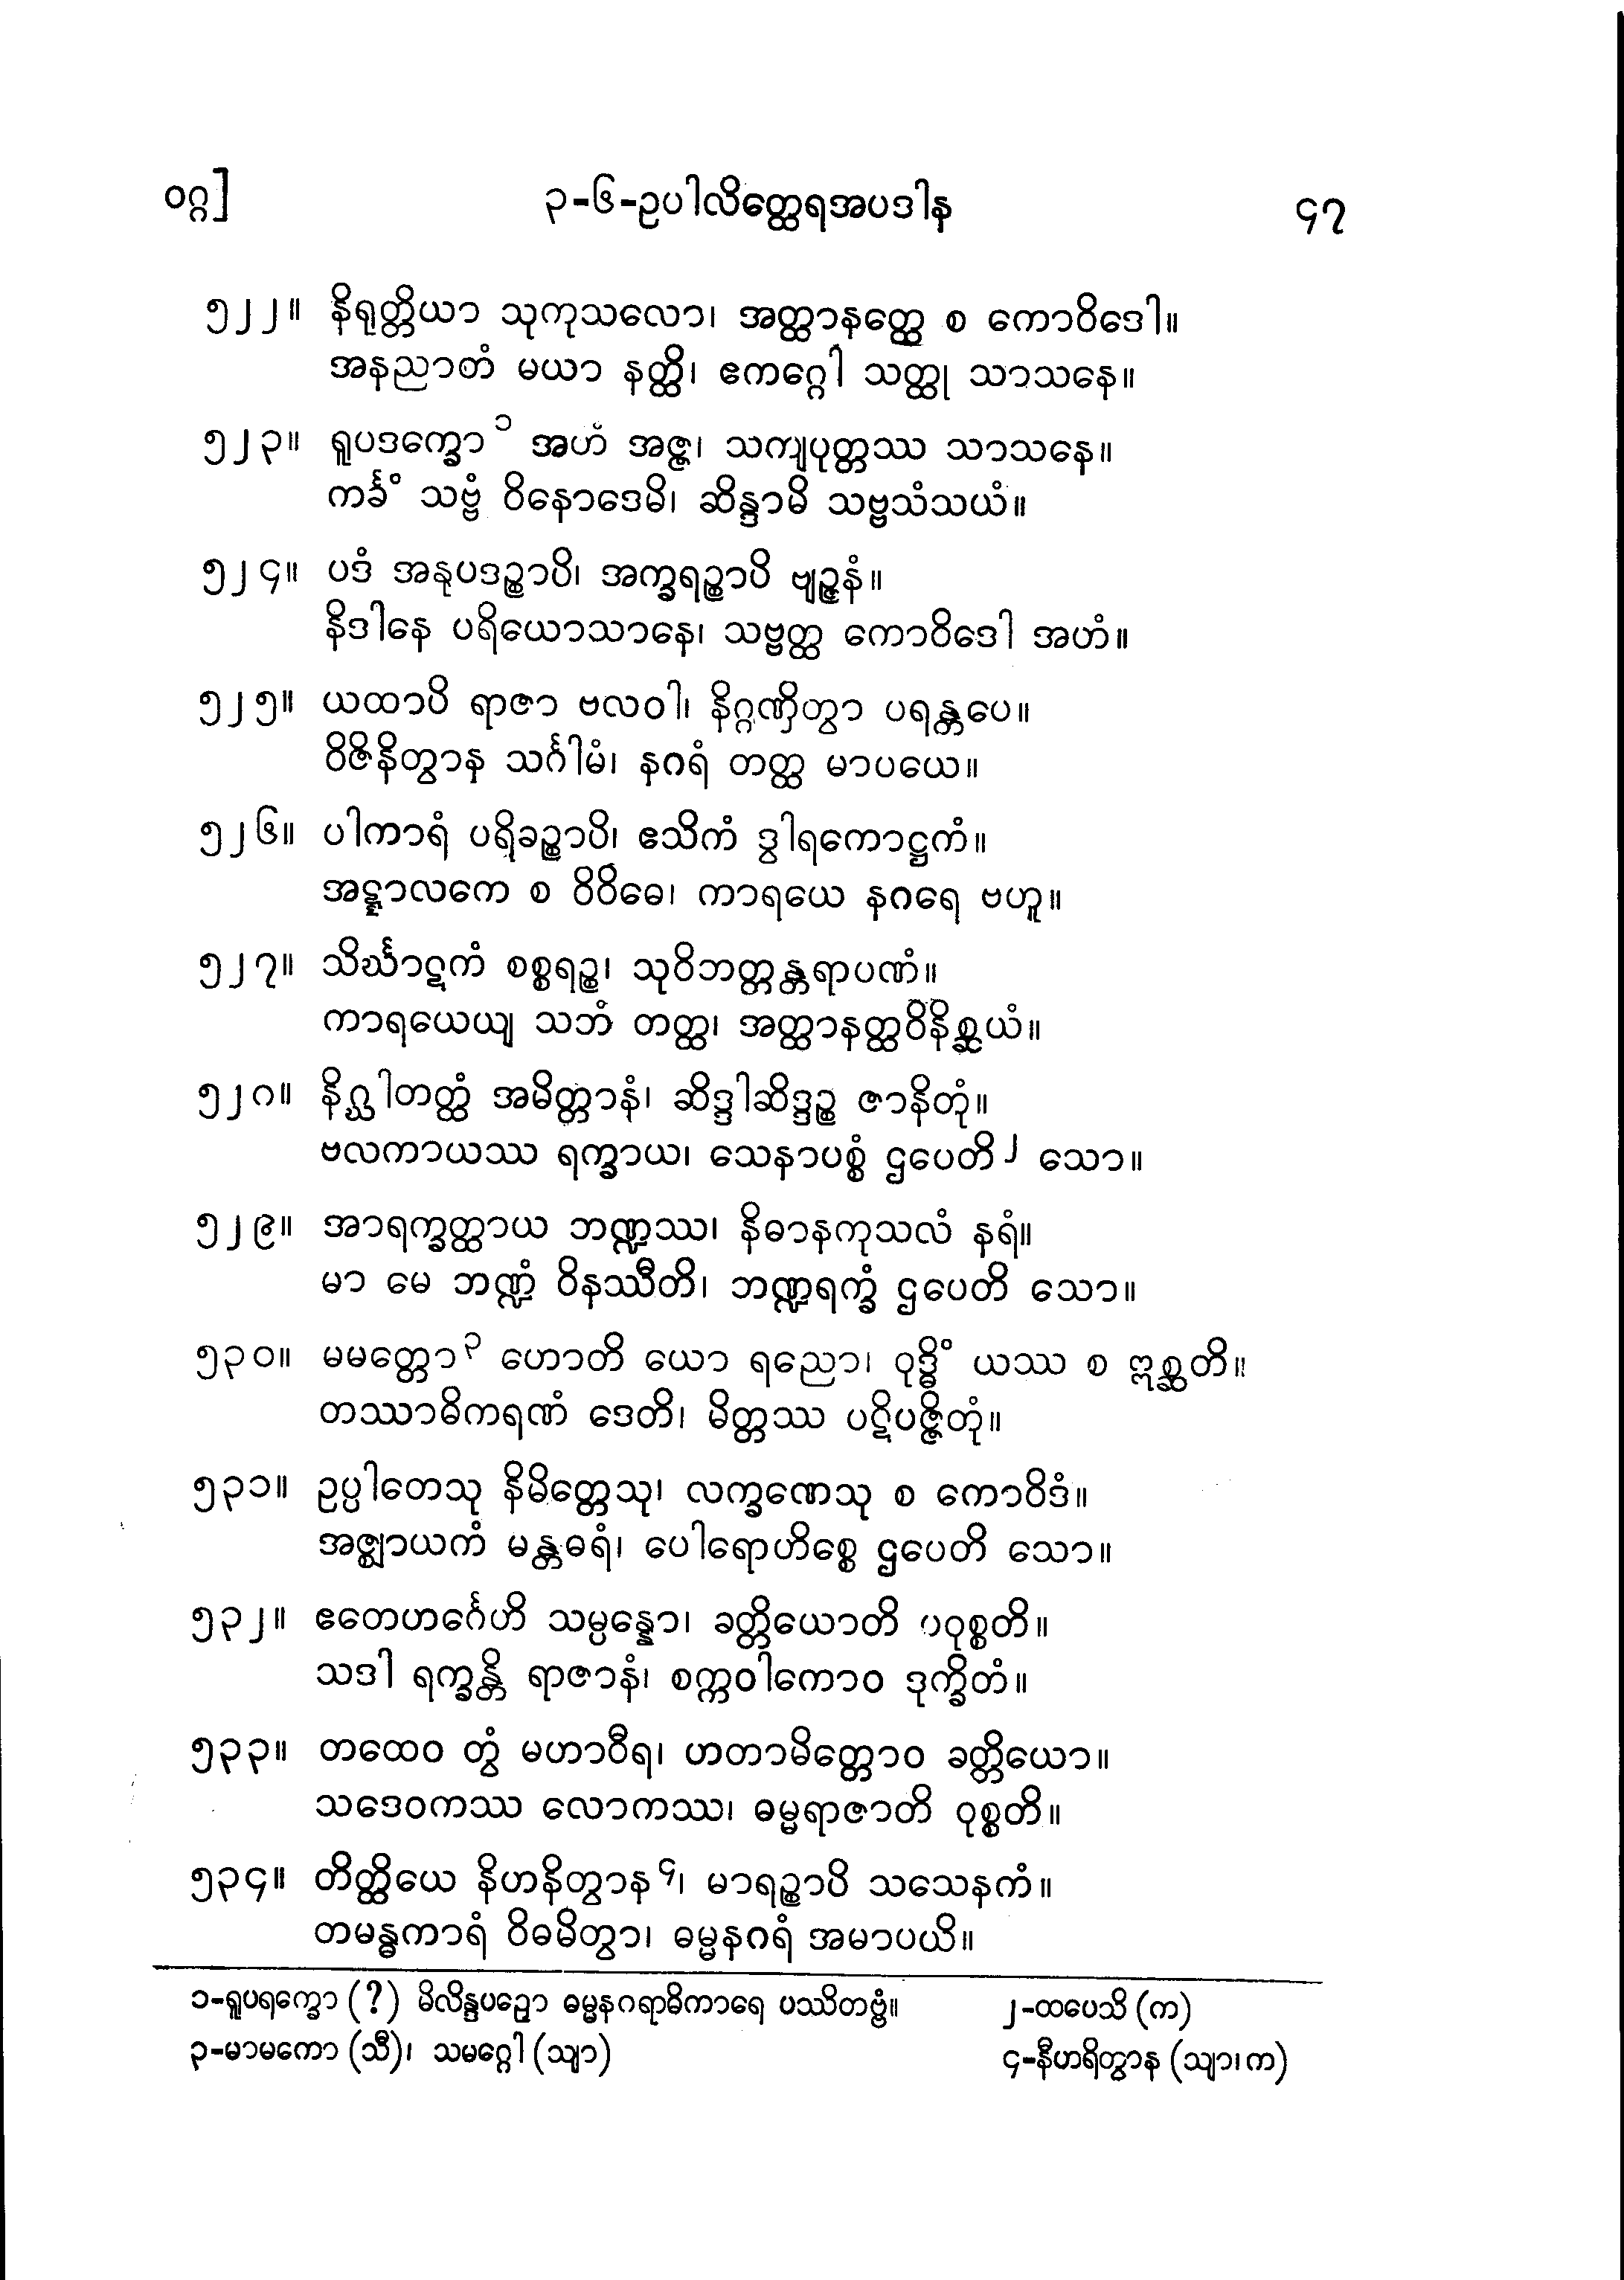 ဝဂ္ဂ] ၃-၆-ဥပါလိတ္ထေရအပဒါန ၄၇
၅၂၂။ နိရုတ္တိယာ သုကုသလော၊ အတ္ထာနတ္ထေ စ ကောဝိဒေါ။
အနညာတံ မယာ နတ္ထိ၊ ဧကဂ္ဂေါ သတ္ထု သာသနေ။
၅၂၃။ ရူပဒက္ခော၁ အဟံ အဇ္ဇ၊ သကျပုတ္တဿ သာသနေ။
ကင်္ခံ သဗ္ဗံ ဝိနောဒေမိ၊ ဆိန္ဒာမိ သဗ္ဗသံသယံ။
၅၂၄။ ပဒံ အနုပဒဉ္စာပိ၊ အက္ခရဉ္စာပိ ဗျဉ္ဇနံ။
နိဒါနေ ပရိယောသာနေ၊ သဗ္ဗတ္ထ ကောဝိဒေါ အဟံ။
၅၂၅။ ယထာပိ ရာဇာ ဗလဝါ၊ နိဂ္ဂဏှိတွာ ပရန္တပေ။
ဝိဇိနိတွာန သင်္ဂါမံ၊ နဂရံ တတ္ထ မာပယေ။
၅၂၆။ ပါကာရံ ပရိခဉ္စာပိ၊ ဧသိကံ ဒွါရကောဋ္ဌကံ။
အဋ္ဋာလကေ စ ဝိဝိဓေ၊ ကာရယေ နဂရေ ဗဟူ။
၅၂၇။ သိင်္ဃာဋကံ စစ္စရဉ္စ၊ သုဝိဘတ္တန္တရာပဏံ။
ကာရယေယျ သဘံ တတ္ထ၊ အတ္ထာနတ္ထဝိနိစ္ဆယံ။
၅၂၈။ နိဂ္ဃါတတ္ထံ အမိတ္တာနံ၊ ဆိဒ္ဒါဆိဒ္ဒဉ္စ ဇာနိတုံ။
ဗလကာယဿ ရက္ခာယ၊ သေနာပစ္စံ ဌပေတိ၂ သော။
၅၂၉။ အာရက္ခတ္ထာယ ဘဏ္ဍဿ၊ နိဓာနကုသလံ နရံ။
မာ မေ ဘဏ္ဍံ ဝိနဿီတိ၊ ဘဏ္ဍရက္ခံ ဌပေတိ သော။
၅၃၀။ မမတ္တော၃ ဟောတိ ယော ရညော၊ ဝုဒ္ဓိံ ယဿ စ ဣစ္ဆတိ။
တဿာဓိကရဏံ ဒေတိ၊ မိတ္တဿ ပဋိပဇ္ဇိတုံ။
၅၃၁။ ဥပ္ပါတေသု နိမိတ္တေသု၊ လက္ခဏေသု စ ကောဝိဒံ။
အဇ္ဈာယကံ မန္တဓရံ၊ ပေါရောဟိစ္စေ ဌပေတိ သော။
၅၃၂။ ဧတေဟင်္ဂေဟိ သမ္ပန္နော၊ ခတ္တိယောတိ ပဝုစ္စတိ။
သဒါ ရက္ခန္တိ ရာဇာနံ၊ စက္ကဝါကောဝ ဒုက္ခိတံ။
၅၃၃။ တထေဝ တွံ မဟာဝီရ၊ ဟတာမိတ္တောဝ ခတ္တိယော။
သဒေဝကဿ လောကဿ၊ ဓမ္မရာဇာတိ ဝုစ္စတိ။
၅၃၄။ တိတ္ထိယေ နိဟနိတွာန၄၊ မာရဉ္စာပိ သသေနကံ။
တမန္ဓကာရံ ဝိဓမိတွာ၊ ဓမ္မနဂရံ အမာပယိ။
၁-ရူပရက္ခော (?) မိလိန္ဒပဉှော ဓမ္မနဂရာဓိကာရေ ပဿိတဗ္ဗံ။ ၂-ထပေသိ (က)
၃-မာမကော (သီ)၊ သမဂ္ဂေါ (သျာ) ၄-နီဟရိတွာန (သျာ၊ က)